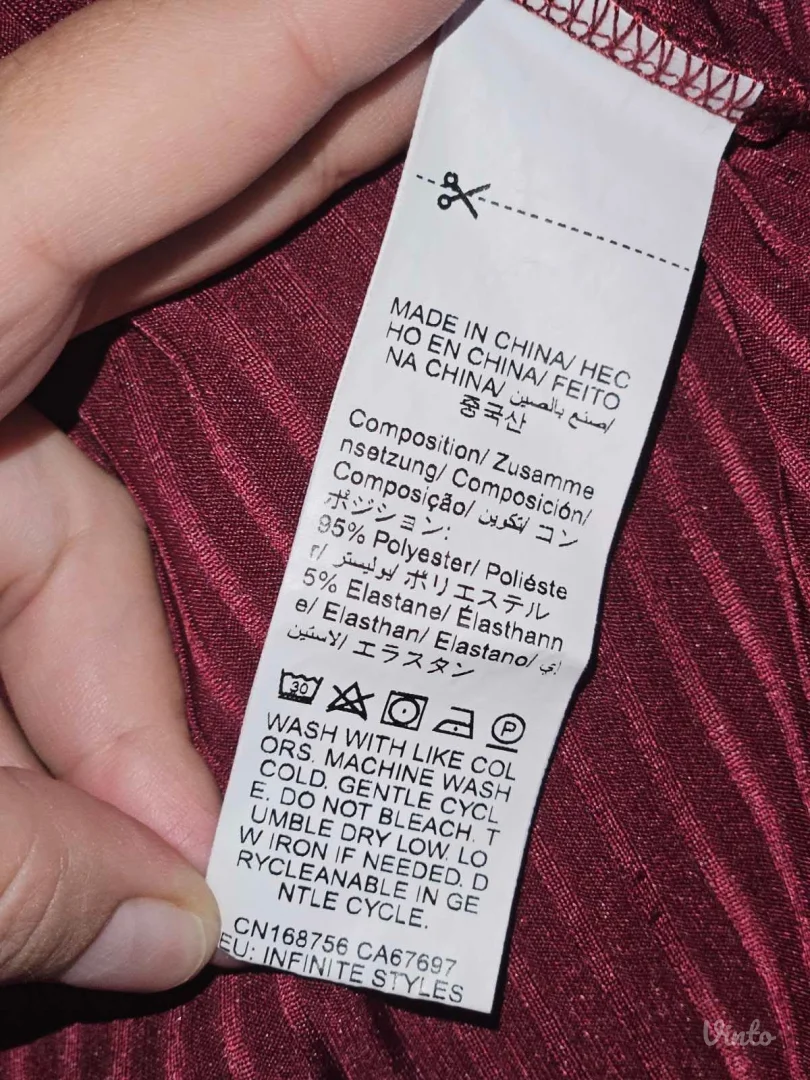 MADE IN CHINA/ HEC
HO EN CHINA/ FEITO
NA CHINA/ صنع بالصين/
중국산
Composition/ Zusamme
nsetzung/ Composición/
Composição/ تكوين/ コン
ポジション:
95% Polyester/ Poliéste
r/ بوليستر/ ポリエステル
5% Elastane/ Élasthann
e/ Elasthan/ Elastano/ إي
لاستين/ エラスタン
30 P
WASH WITH LIKE COL
ORS. MACHINE WASH
COLD. GENTLE CYCL
E. DO NOT BLEACH. T
UMBLE DRY LOW. LO
W IRON IF NEEDED. D
RYCLEANABLE IN GE
NTLE CYCLE.
CN168756 CA67697
EU: INFINITE STYLES
Vinto